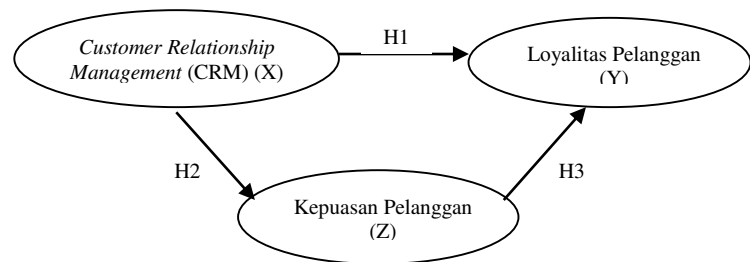 H1
Customer Relationship
Management (CRM) (X)
Loyalitas Pelanggan
(Y)
H2
H3
Kepuasan Pelanggan
(Z)